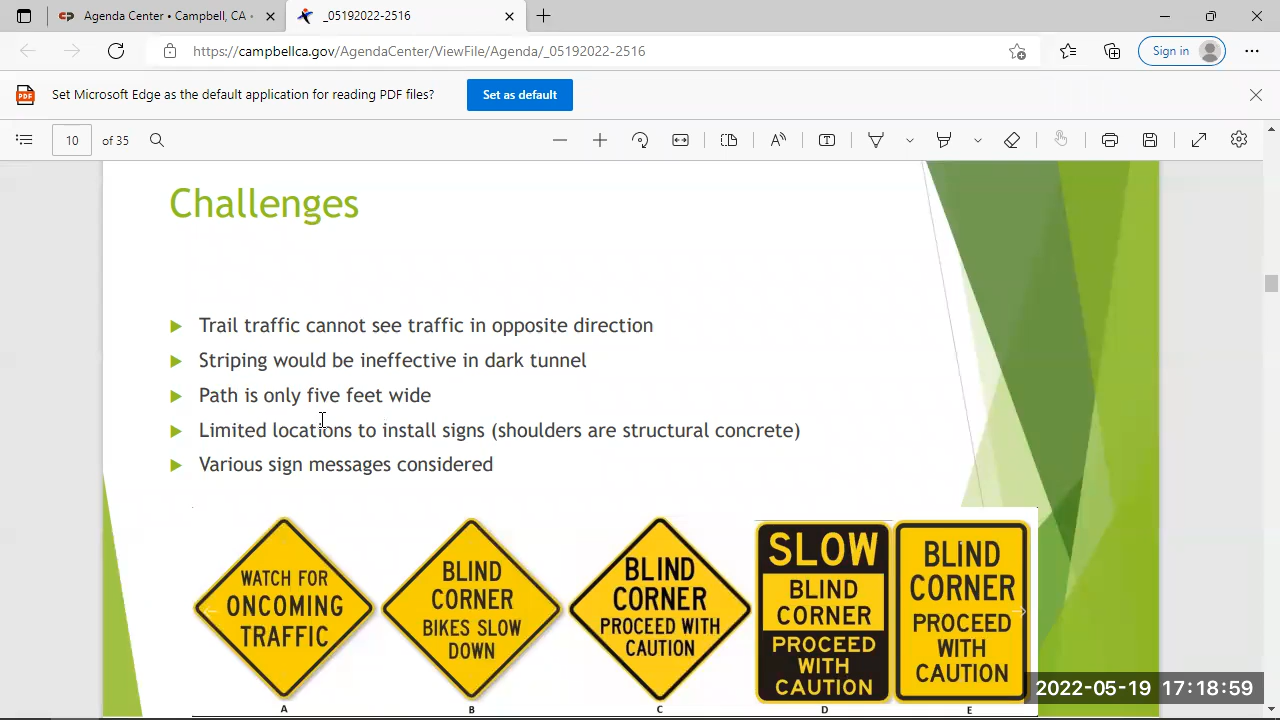 Agenda Center • Campbell, CA •
_05192022-2516
https://campbellca.gov/AgendaCenter/ViewFile/Agenda/_05192022-2516
Sign in
PDF
Set Microsoft Edge as the default application for reading PDF files?
Set as default
10 of 35
Challenges
Trail traffic cannot see traffic in opposite direction
Striping would be ineffective in dark tunnel
Path is only five feet wide
Limited locations to install signs (shoulders are structural concrete)
Various sign messages considered
WATCH FOR
ONCOMING
TRAFFIC
A
BLIND
CORNER
BIKES SLOW
DOWN
B
BLIND
CORNER
PROCEED WITH
CAUTION
C
SLOW
BLIND
CORNER
PROCEED
WITH
CAUTION
D
BLIND
CORNER
PROCEED
WITH
CAUTION
E
2022-05-19 17:18:59